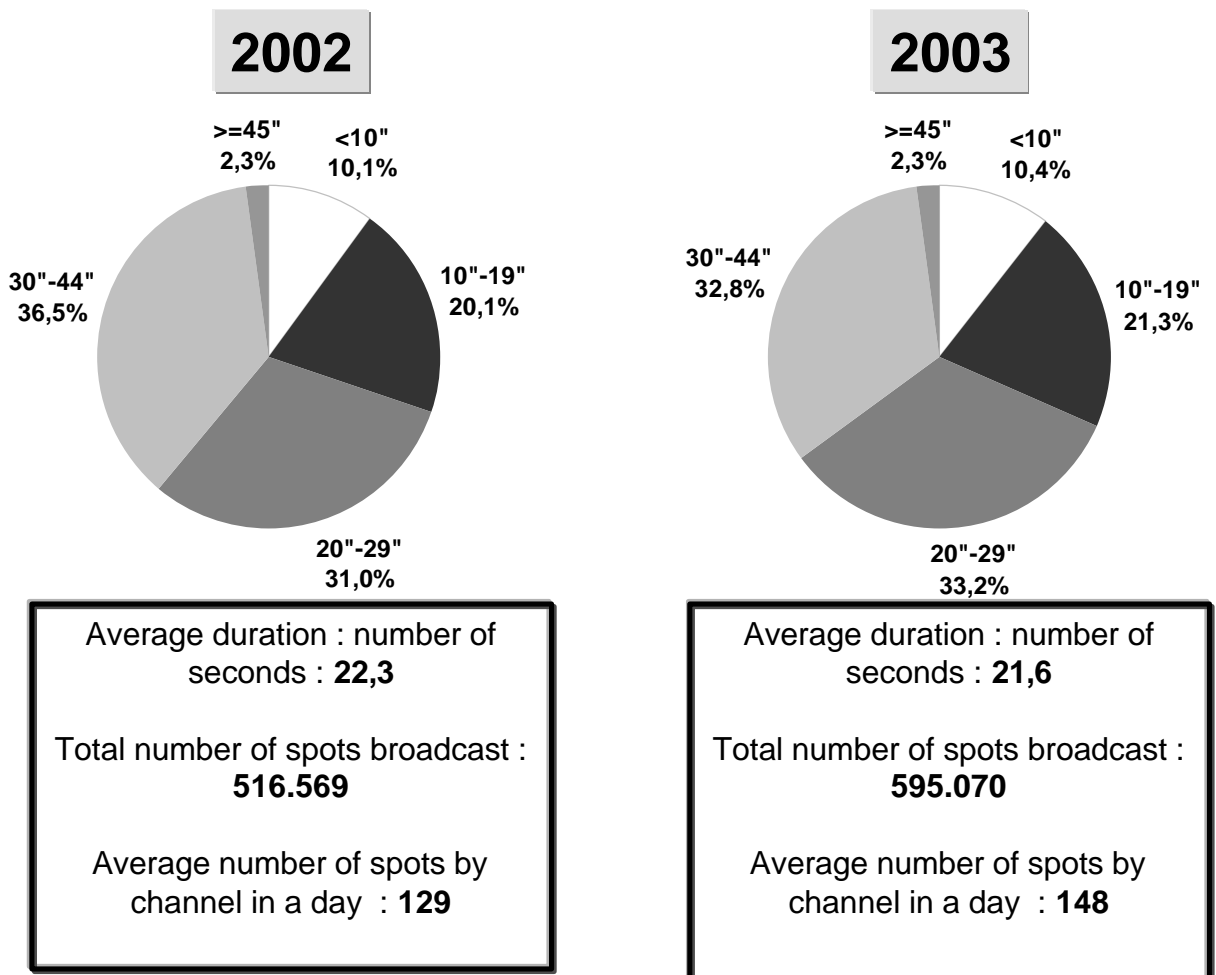 2002
>=45"
2,3%
<10"
10,1%
10"-19"
20,1%
30"-44"
36,5%
20"-29"
31,0%
Average duration : number of
seconds : 22,3
Total number of spots broadcast :
516.569
Average number of spots by
channel in a day : 129
2003
>=45"
2,3%
<10"
10,4%
10"-19"
21,3%
30"-44"
32,8%
20"-29"
33,2%
Average duration : number of
seconds : 21,6
Total number of spots broadcast :
595.070
Average number of spots by
channel in a day : 148